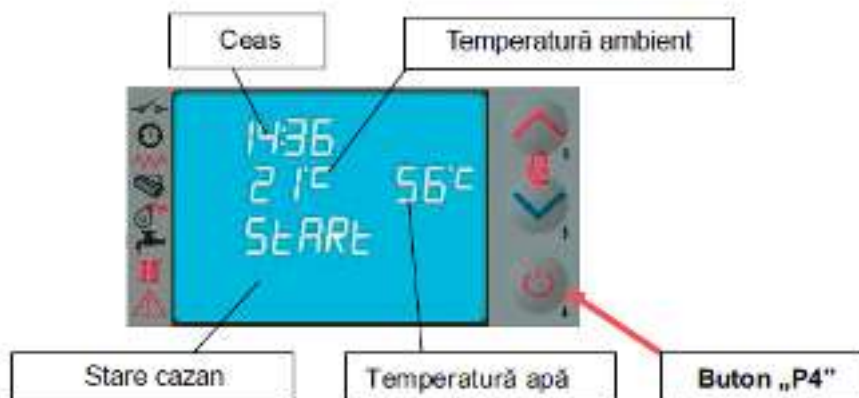 Ceas
Temperatură ambient
14:36
21°C 56°C
StARt
Stare cazan
Temperatură apă
Buton „P4”